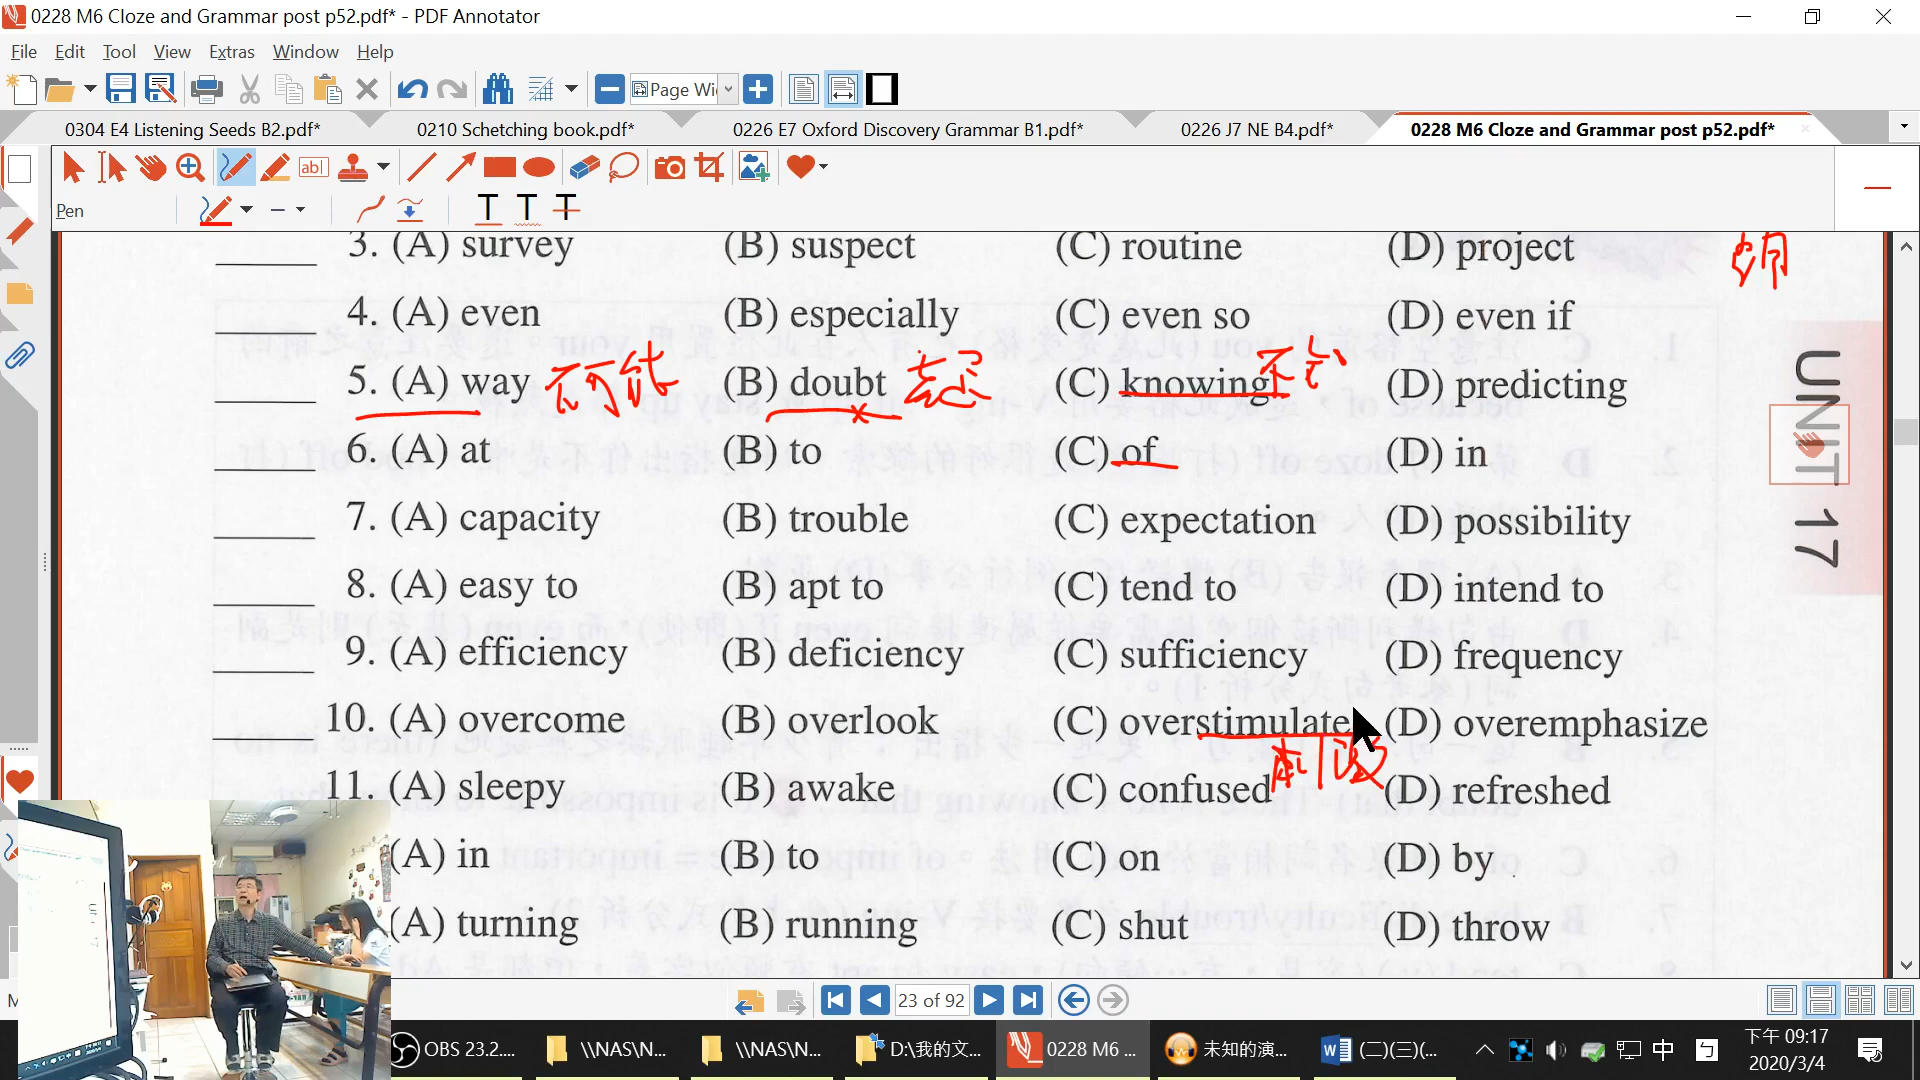 0228 M6 Cloze and Grammar post p52.pdf* - PDF Annotator
File Edit Tool View Extras Window Help
Page Wi
0304 E4 Listening Seeds B2.pdf* 0210 Schetching book.pdf* 0226 E7 Oxford Discovery Grammar B1.pdf* 0226 J7 NE B4.pdf* 0228 M6 Cloze and Grammar post p52.pdf*
Pen
3. (A) survey (B) suspect (C) routine (D) project
4. (A) even (B) especially (C) even so (D) even if
5. (A) way 不可能 (B) doubt (C) knowing 不知 (D) predicting
6. (A) at (B) to (C) of (D) in
7. (A) capacity (B) trouble (C) expectation (D) possibility
8. (A) easy to (B) apt to (C) tend to (D) intend to
9. (A) efficiency (B) deficiency (C) sufficiency (D) frequency
10. (A) overcome (B) overlook (C) overstimulate (D) overemphasize
刺激
11. (A) sleepy (B) awake (C) confused (D) refreshed
(A) in (B) to (C) on (D) by
(A) turning (B) running (C) shut (D) throw
UNIT 17
23 of 92
OBS 23.2.... \\NAS\N... \\NAS\N... D:\我的文... 0228 M6 ... 未知的演... (二)(三)(... 中 ㄅ 下午 09:17
2020/3/4